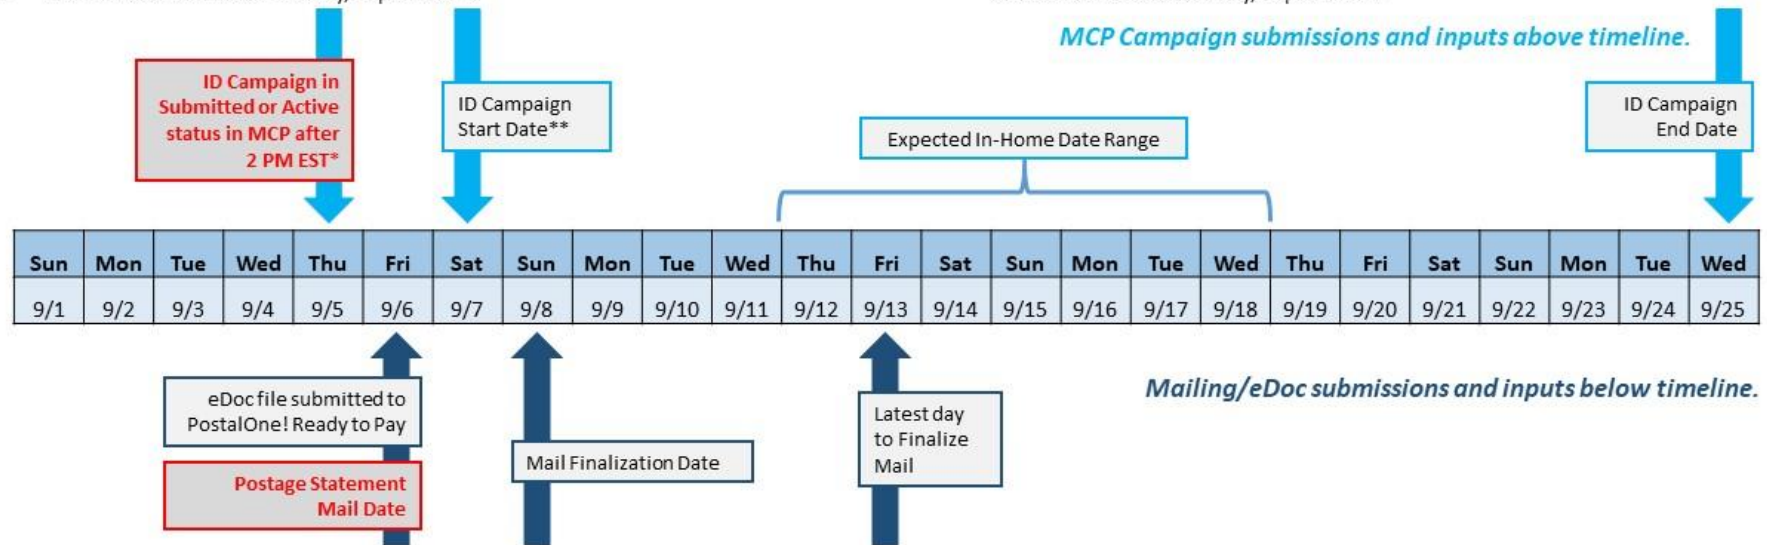 MCP Campaign submissions and inputs above timeline.
ID Campaign in
Submitted or Active
status in MCP after
2 PM EST*
ID Campaign
Start Date**
Expected In-Home Date Range
ID Campaign
End Date
Sun Mon Tue Wed Thu Fri Sat Sun Mon Tue Wed Thu Fri Sat Sun Mon Tue Wed Thu Fri Sat Sun Mon Tue Wed
9/1 9/2 9/3 9/4 9/5 9/6 9/7 9/8 9/9 9/10 9/11 9/12 9/13 9/14 9/15 9/16 9/17 9/18 9/19 9/20 9/21 9/22 9/23 9/24 9/25
eDoc file submitted to
PostalOne! Ready to Pay
Postage Statement
Mail Date
Mail Finalization Date
Latest day
to Finalize
Mail
Mailing/eDoc submissions and inputs below timeline.